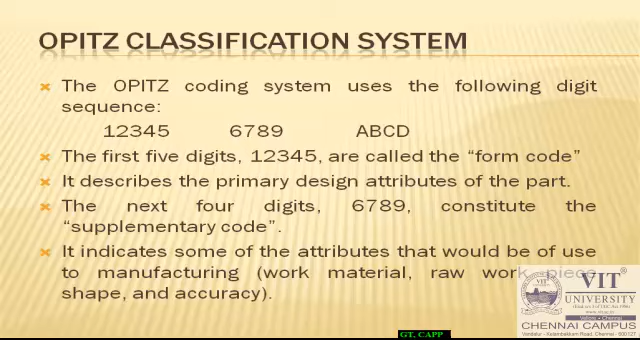 OPITZ CLASSIFICATION SYSTEM
The OPITZ coding system uses the following digit
sequence:
12345 6789 ABCD
The first five digits, 12345, are called the “form code”
It describes the primary design attributes of the part.
The next four digits, 6789, constitute the
“supplementary code”.
It indicates some of the attributes that would be of use
to manufacturing (work material, raw work piece
shape, and accuracy).
VIT®
UNIVERSITY
Vellore • Chennai
CHENNAI CAMPUS
GT, CAPP